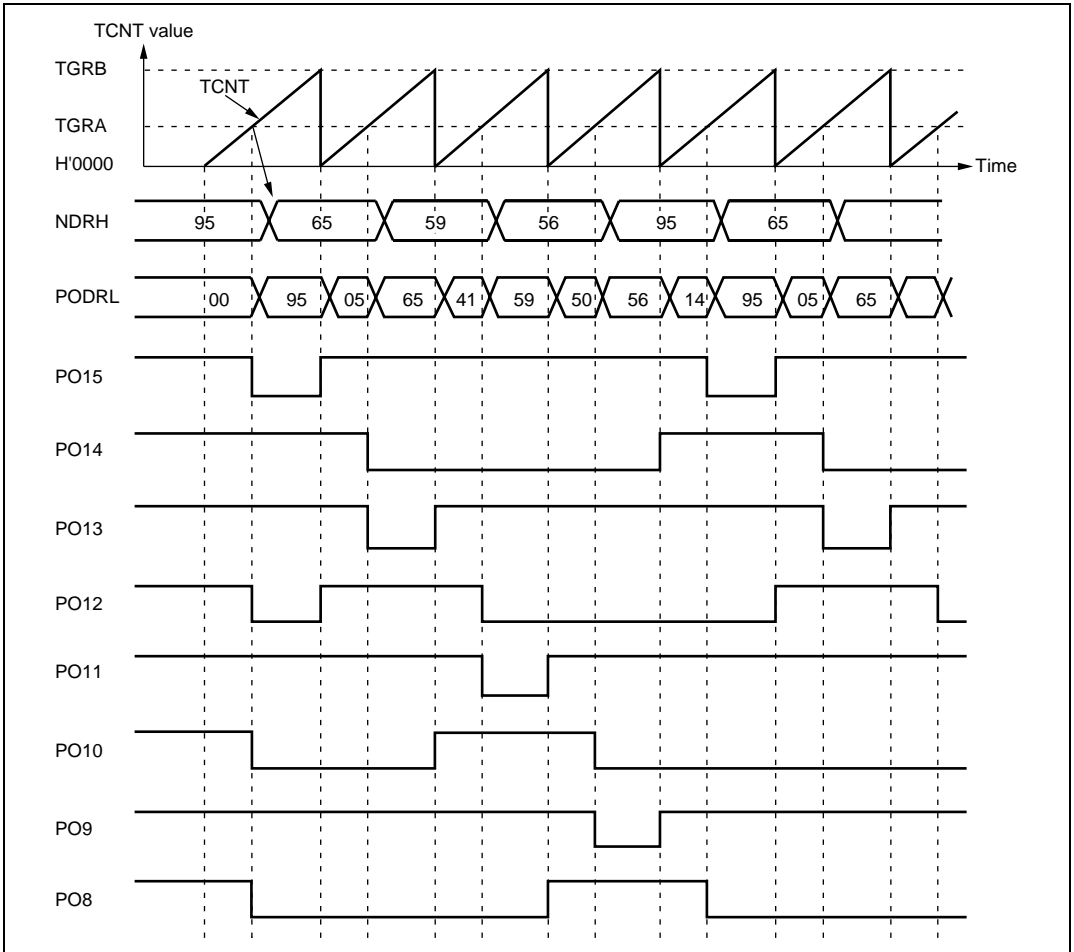 TCNT value
TGRB
TCNT
TGRA
H'0000
Time
NDRH 95 65 59 56 95 65
PODRL 00 95 05 65 41 59 50 56 14 95 05 65
PO15
PO14
PO13
PO12
PO11
PO10
PO9
PO8